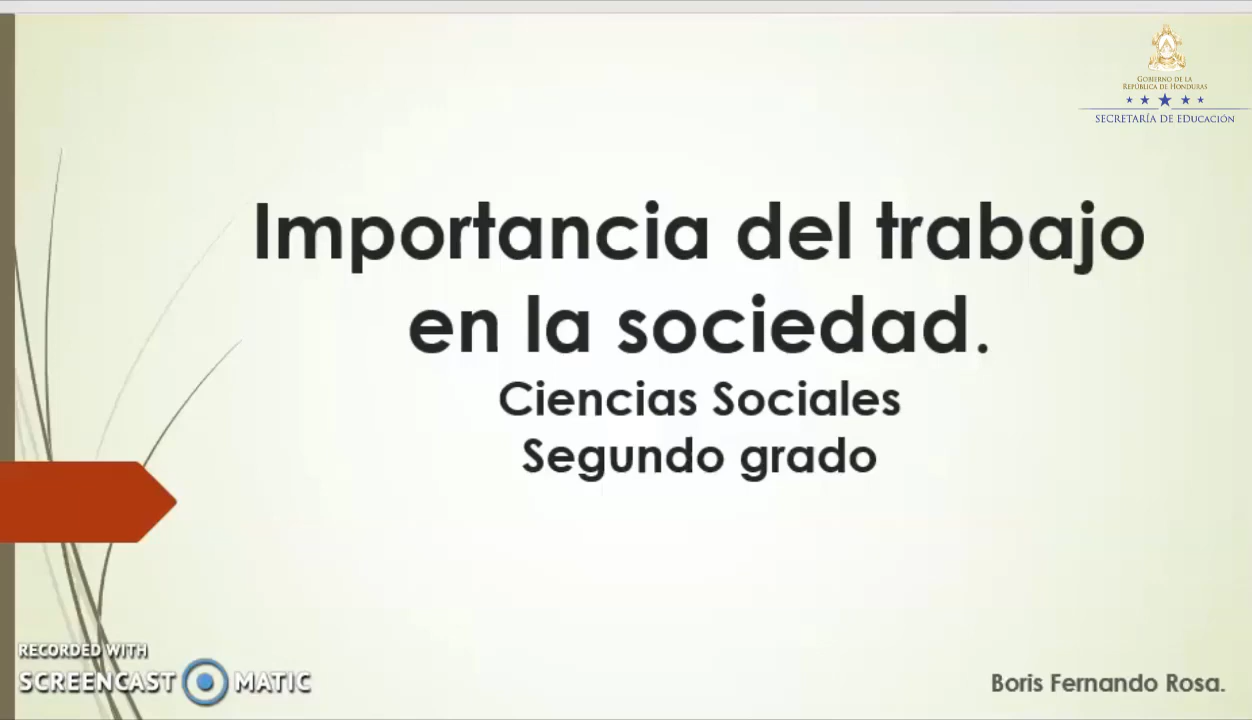 GOBIERNO DE LA
REPÚBLICA DE HONDURAS
SECRETARÍA DE EDUCACIÓN
Importancia del trabajo
en la sociedad.
Ciencias Sociales
Segundo grado
RECORDED WITH
SCREENCAST MATIC
Boris Fernando Rosa.